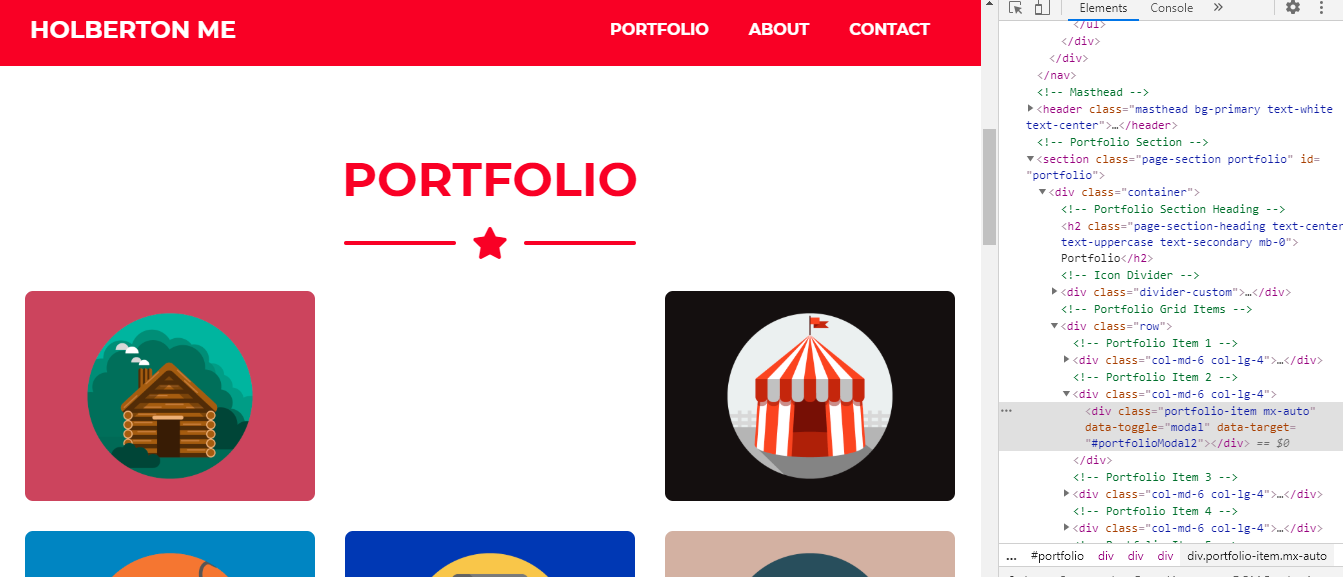 HOLBERTON ME
PORTFOLIO ABOUT CONTACT
PORTFOLIO
Elements Console »
</ul>
</div>
</div>
</nav>
<!-- Masthead -->
<header class="masthead bg-primary text-white
text-center">…</header>
<!-- Portfolio Section -->
<section class="page-section portfolio" id=
"portfolio">
<div class="container">
<!-- Portfolio Section Heading -->
<h2 class="page-section-heading text-center
text-uppercase text-secondary mb-0">
Portfolio</h2>
<!-- Icon Divider -->
<div class="divider-custom">…</div>
<!-- Portfolio Grid Items -->
<div class="row">
<!-- Portfolio Item 1 -->
<div class="col-md-6 col-lg-4">…</div>
<!-- Portfolio Item 2 -->
<div class="col-md-6 col-lg-4">
<div class="portfolio-item mx-auto"
data-toggle="modal" data-target=
"#portfolioModal2"></div> == $0
</div>
<!-- Portfolio Item 3 -->
<div class="col-md-6 col-lg-4">…</div>
<!-- Portfolio Item 4 -->
<div class="col-md-6 col-lg-4">…</div>
... #portfolio div div div div.portfolio-item.mx-auto